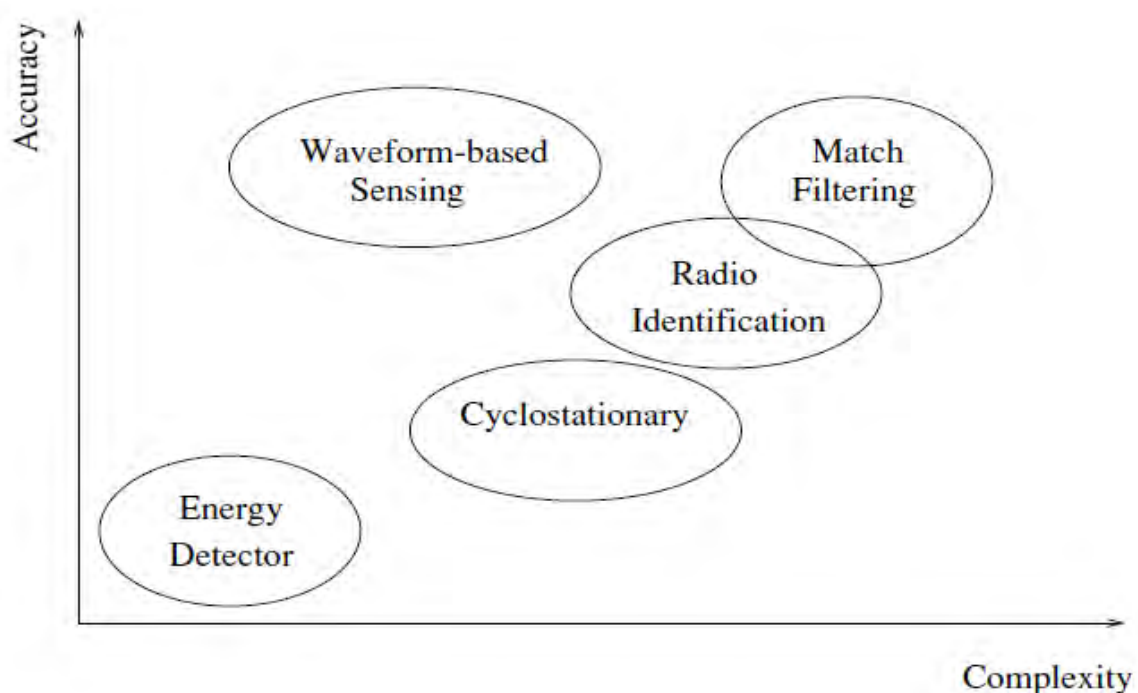 Accuracy
Waveform-based
Sensing
Match
Filtering
Radio
Identification
Cyclostationary
Energy
Detector
Complexity